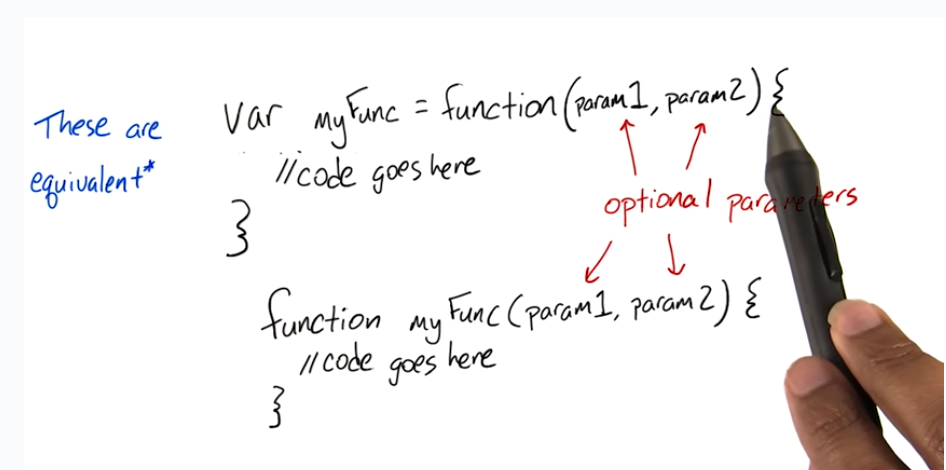 These are
equivalent*
var myFunc = function(param1, param2) {
//code goes here
}
optional parameters
function myFunc(param1, param2) {
//code goes here
}